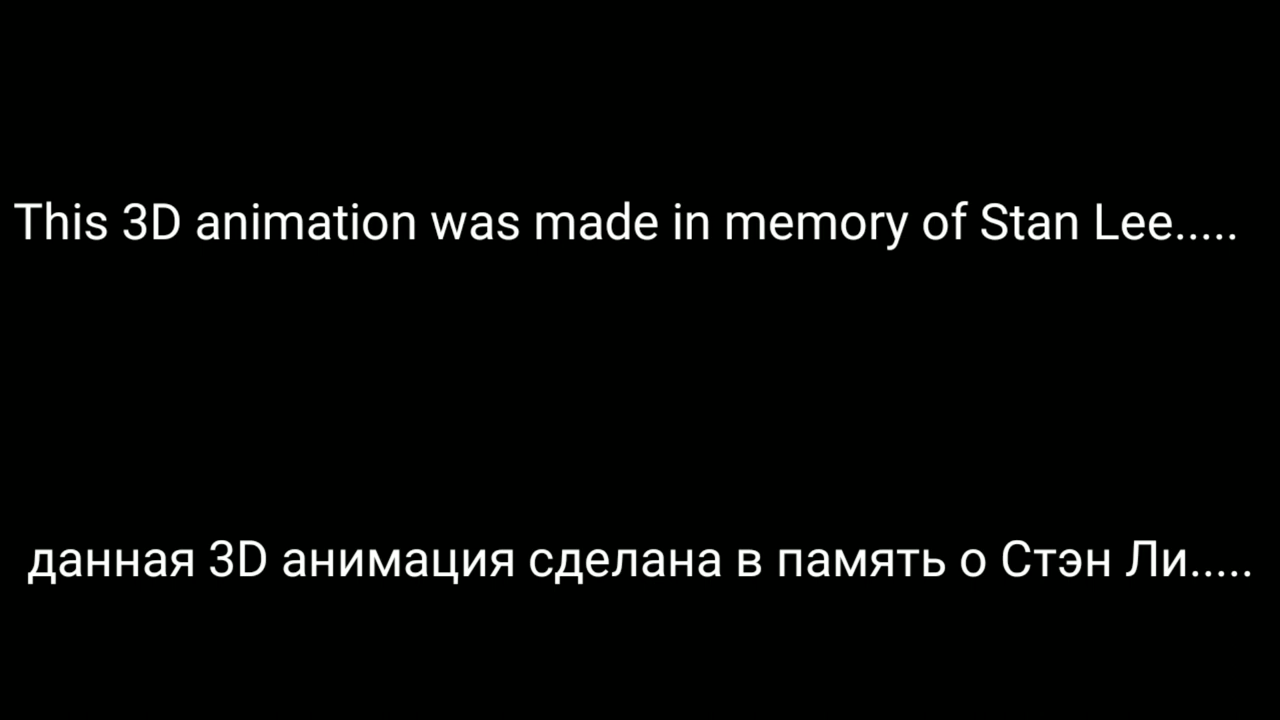 This 3D animation was made in memory of Stan Lee.....
данная 3D анимация сделана в память о Стэн Ли.....